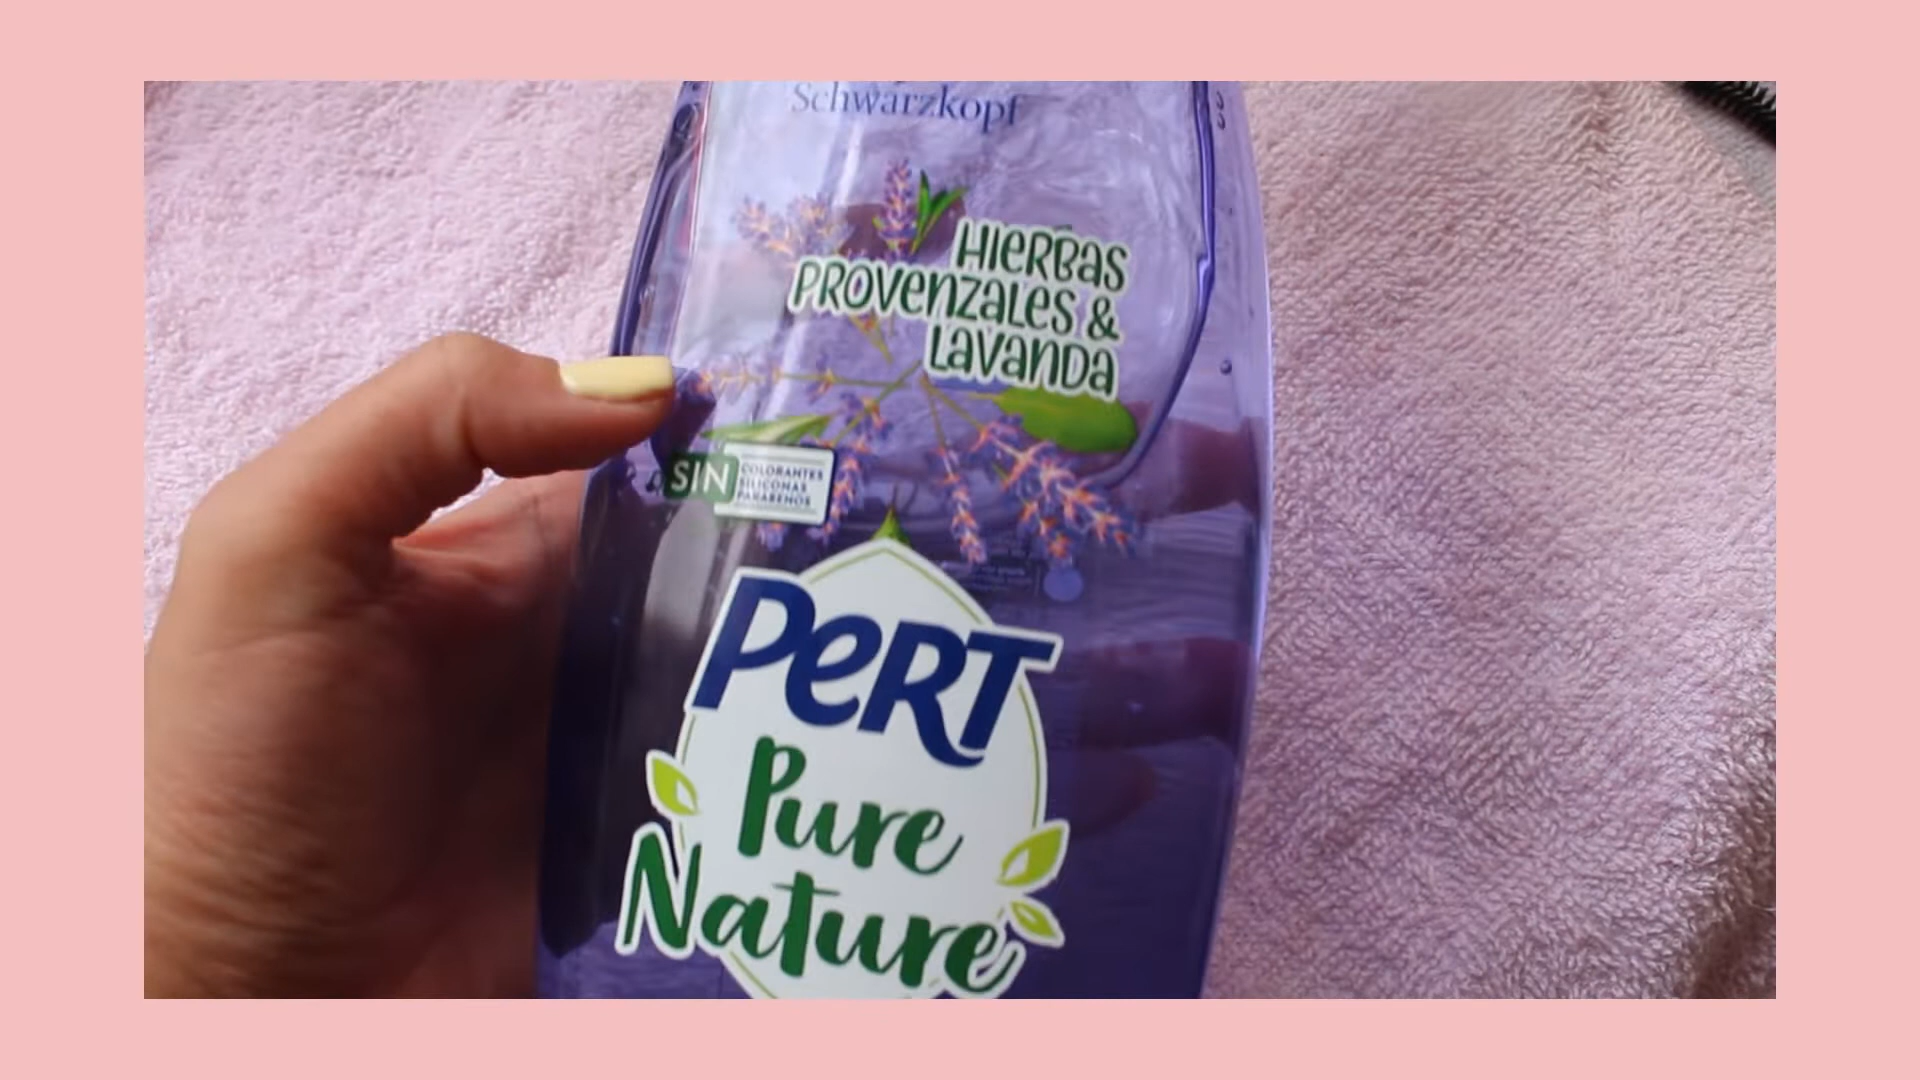 Schwarzkopf
HIERBAS
PROVENZALES &
LAVANDA
SIN
COLORANTES
SILICONAS
PARABENOS
PERT
Pure
Nature